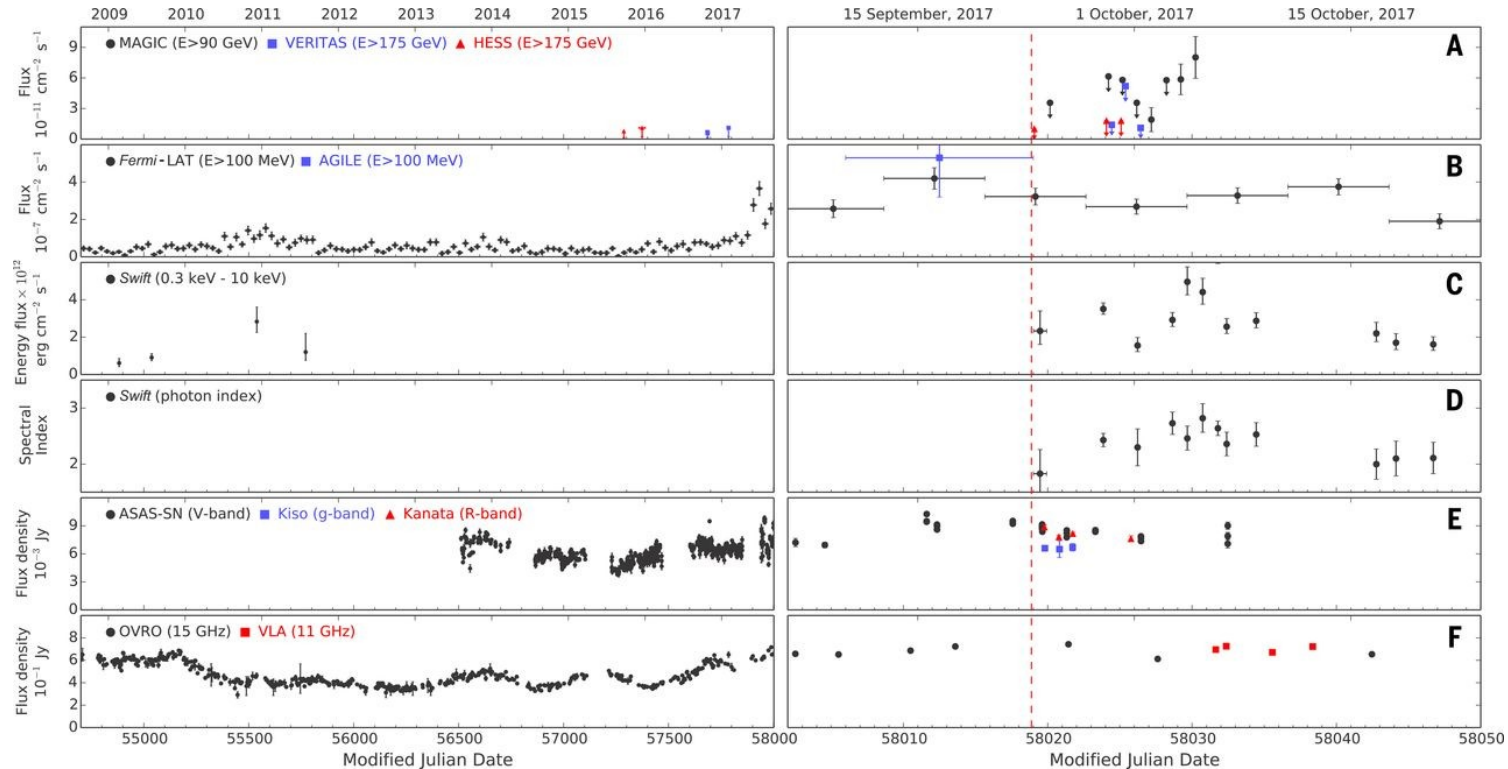 2009 2010 2011 2012 2013 2014 2015 2016 2017
15 September, 2017 1 October, 2017 15 October, 2017
Flux
10⁻¹¹ cm⁻² s⁻¹
9
6
3
0
MAGIC (E>90 GeV) VERITAS (E>175 GeV) HESS (E>175 GeV)
A
Flux
10⁻⁷ cm⁻² s⁻¹
4
2
0
Fermi-LAT (E>100 MeV) AGILE (E>100 MeV)
B
Energy flux × 10¹²
erg cm⁻² s⁻¹
4
2
0
Swift (0.3 keV - 10 keV)
C
Spectral
Index
3
2
Swift (photon index)
D
Flux density
10⁻³ Jy
9
6
3
0
ASAS-SN (V-band) Kiso (g-band) Kanata (R-band)
E
Flux density
10⁻¹ Jy
8
6
4
2
0
OVRO (15 GHz) VLA (11 GHz)
F
55000 55500 56000 56500 57000 57500 58000
58010 58020 58030 58040 58050
Modified Julian Date Modified Julian Date